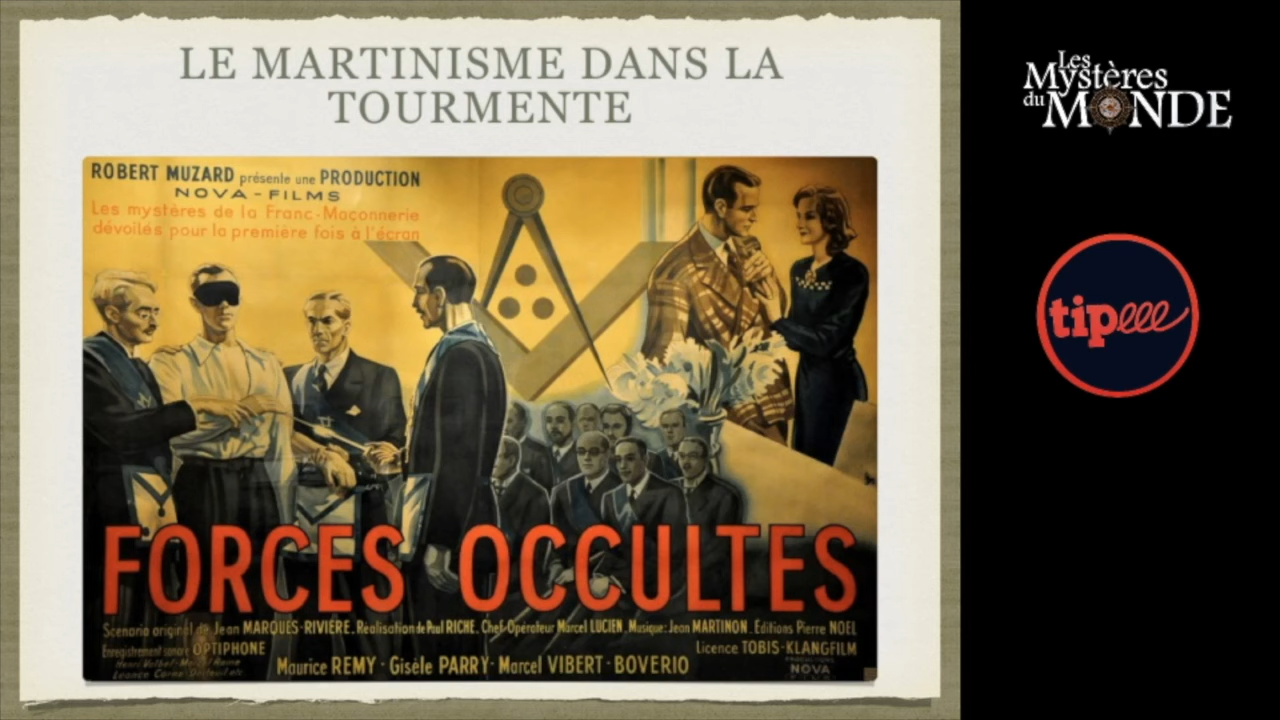 LE MARTINISME DANS LA
TOURMENTE
ROBERT MUZARD présente une PRODUCTION
NOVA-FILMS
Les mystères de la Franc-Maçonnerie
dévoilés pour la première fois à l'écran
FORCES OCCULTES
Scenario original de Jean MARQUÈS-RIVIÈRE. Réalisation de Paul RICHE. Chef-Opérateur Marcel LUCIEN. Musique: Jean MARTINON. Editions Pierre NOEL
Enregistrement sonore OPTIPHONE
Licence TOBIS-KLANGFILM
Maurice REMY - Gisèle PARRY - Marcel VIBERT - BOVERIO
PRODUCTIONS
NOVA
Les
Mystères
du MONDE
tipeee